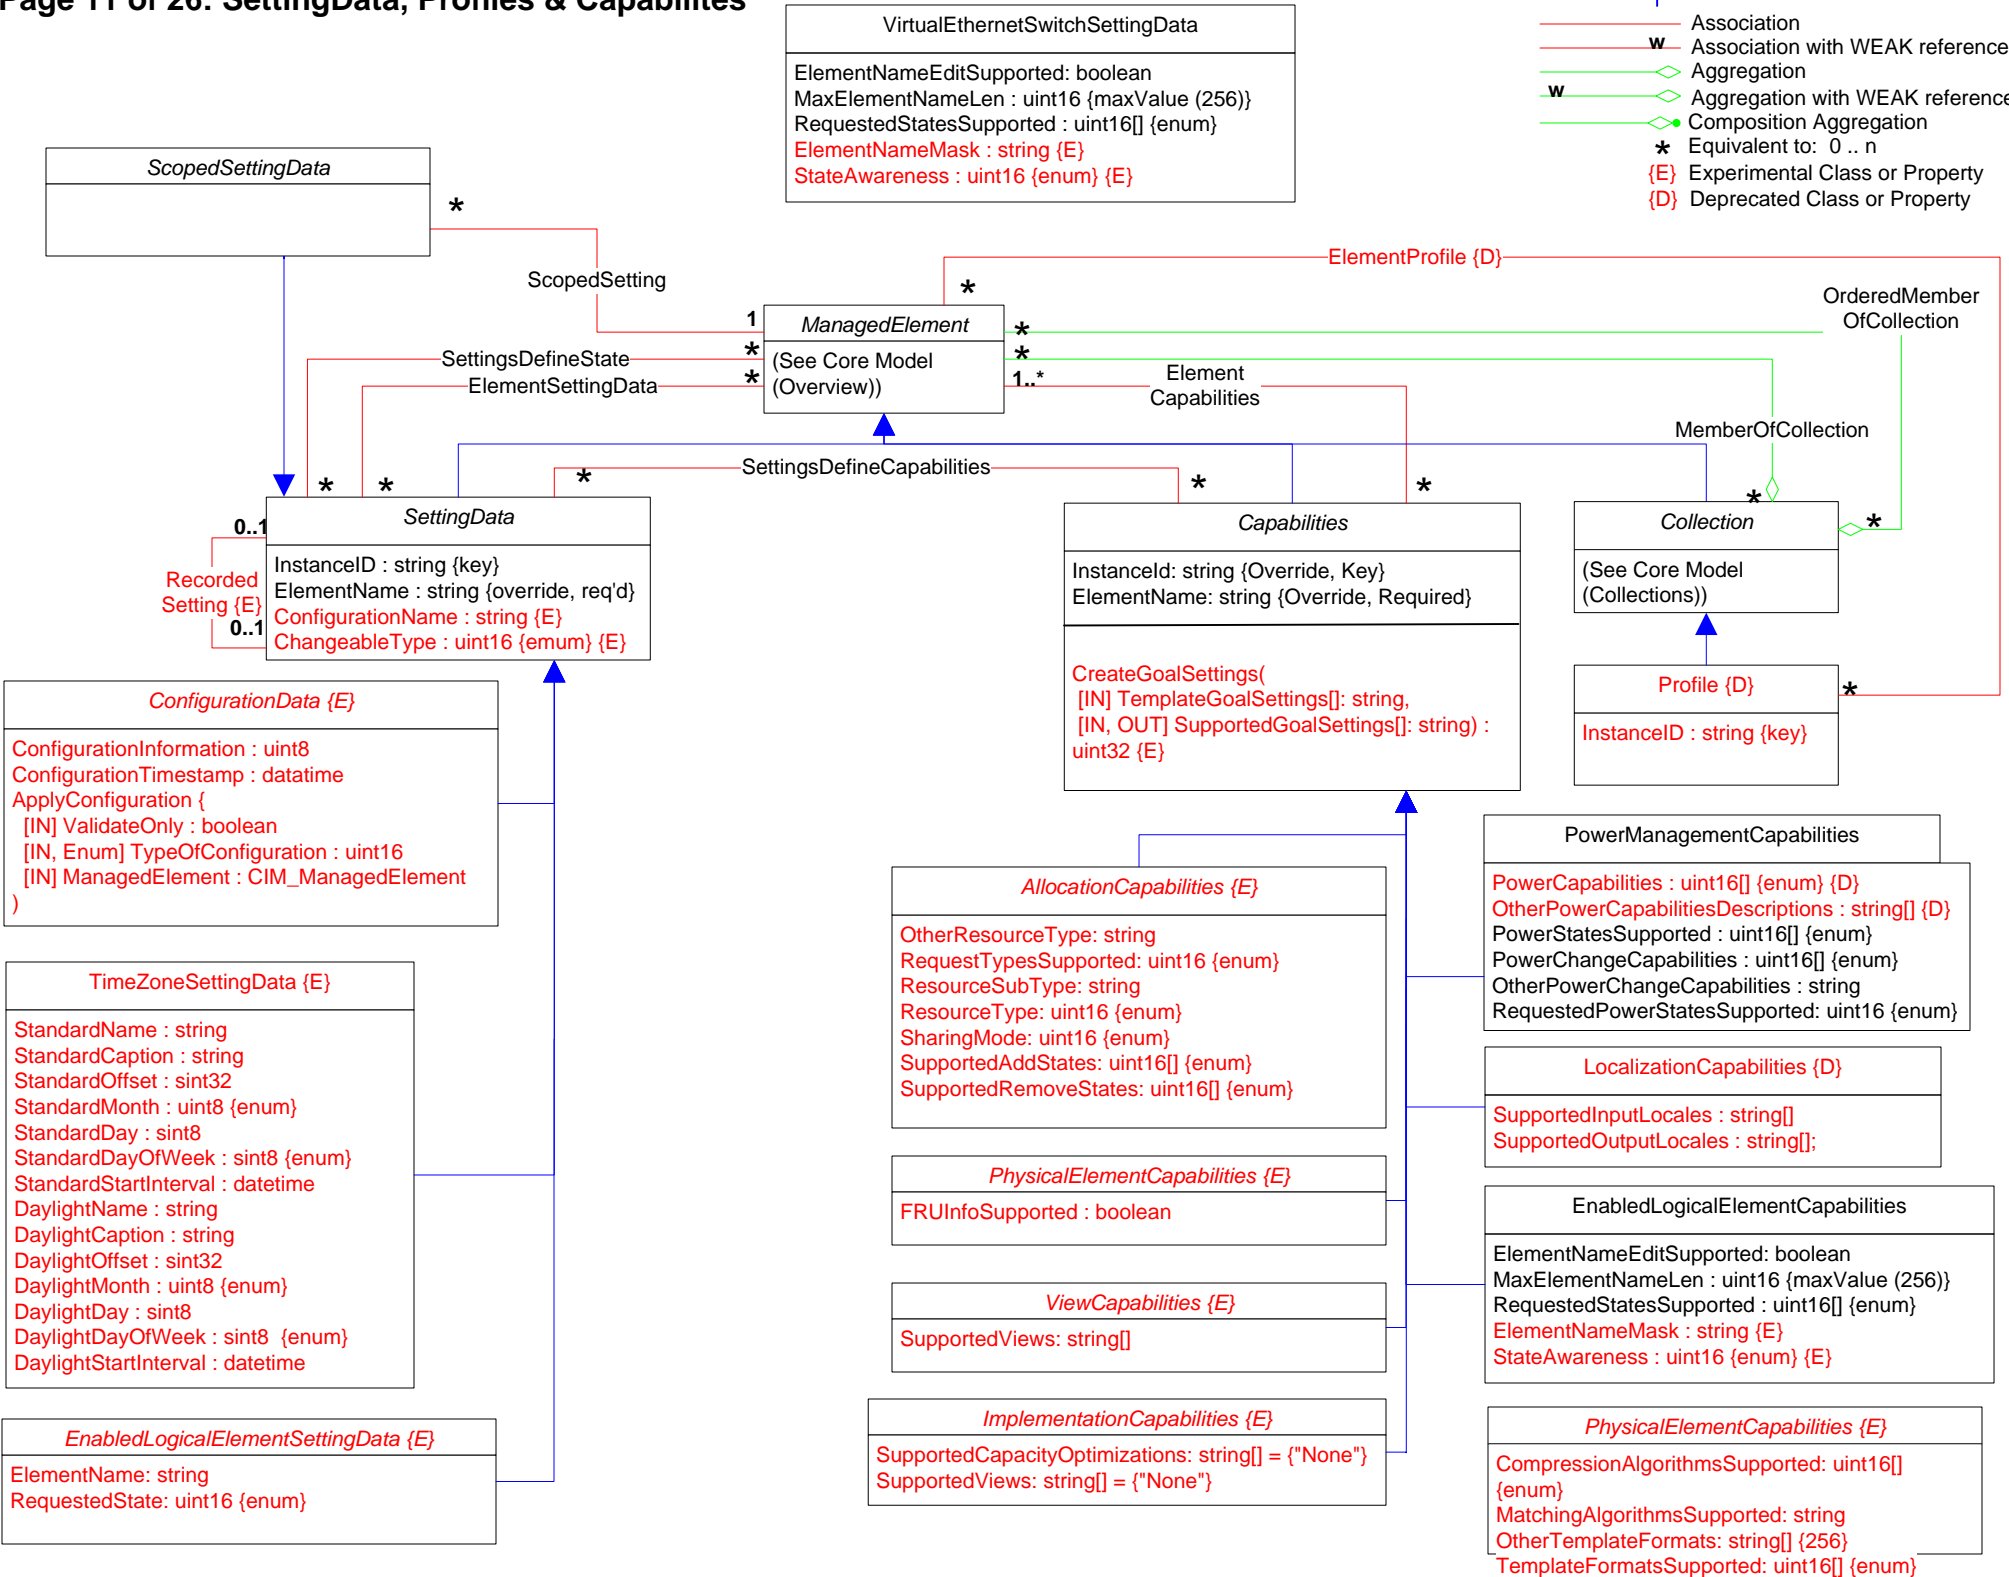 Page 11 of 26: SettingData, Profiles & Capabilites
VirtualEthernetSwitchSettingData
ElementNameEditSupported: boolean
MaxElementNameLen : uint16 {maxValue (256)}
RequestedStatesSupported : uint16[] {enum}
ElementNameMask : string {E}
StateAwareness : uint16 {enum} {E}
Association
w Association with WEAK reference
Aggregation
w Aggregation with WEAK reference
Composition Aggregation
* Equivalent to: 0 .. n
{E} Experimental Class or Property
{D} Deprecated Class or Property
ScopedSettingData
*
ScopedSetting
1
ElementProfile {D}
*
ManagedElement
(See Core Model
(Overview))
*
OrderedMember
OfCollection
*
SettingsDefineState
*
ElementSettingData
*
1..*
Element
Capabilities
MemberOfCollection
SettingsDefineCapabilities
*
*
*
*
*
*
*
SettingData
InstanceID : string {key}
ElementName : string {override, req'd}
ConfigurationName : string {E}
ChangeableType : uint16 {emum} {E}
0..1
Recorded
Setting {E}
0..1
Capabilities
InstanceId: string {Override, Key}
ElementName: string {Override, Required}
CreateGoalSettings(
[IN] TemplateGoalSettings[]: string,
[IN, OUT] SupportedGoalSettings[]: string) :
uint32 {E}
Collection
(See Core Model
(Collections))
Profile {D}
*
InstanceID : string {key}
ConfigurationData {E}
ConfigurationInformation : uint8
ConfigurationTimestamp : datatime
ApplyConfiguration {
[IN] ValidateOnly : boolean
[IN, Enum] TypeOfConfiguration : uint16
[IN] ManagedElement : CIM_ManagedElement
)
TimeZoneSettingData {E}
StandardName : string
StandardCaption : string
StandardOffset : sint32
StandardMonth : uint8 {enum}
StandardDay : sint8
StandardDayOfWeek : sint8 {enum}
StandardStartInterval : datetime
DaylightName : string
DaylightCaption : string
DaylightOffset : sint32
DaylightMonth : uint8 {enum}
DaylightDay : sint8
DaylightDayOfWeek : sint8 {enum}
DaylightStartInterval : datetime
EnabledLogicalElementSettingData {E}
ElementName: string
RequestedState: uint16 {enum}
AllocationCapabilities {E}
OtherResourceType: string
RequestTypesSupported: uint16 {enum}
ResourceSubType: string
ResourceType: uint16 {enum}
SharingMode: uint16 {enum}
SupportedAddStates: uint16[] {enum}
SupportedRemoveStates: uint16[] {enum}
PhysicalElementCapabilities {E}
FRUInfoSupported : boolean
ViewCapabilities {E}
SupportedViews: string[]
ImplementationCapabilities {E}
SupportedCapacityOptimizations: string[] = {"None"}
SupportedViews: string[] = {"None"}
PowerManagementCapabilities
PowerCapabilities : uint16[] {enum} {D}
OtherPowerCapabilitiesDescriptions : string[] {D}
PowerStatesSupported : uint16[] {enum}
PowerChangeCapabilities : uint16[] {enum}
OtherPowerChangeCapabilities : string
RequestedPowerStatesSupported: uint16 {enum}
LocalizationCapabilities {D}
SupportedInputLocales : string[]
SupportedOutputLocales : string[];
EnabledLogicalElementCapabilities
ElementNameEditSupported: boolean
MaxElementNameLen : uint16 {maxValue (256)}
RequestedStatesSupported : uint16[] {enum}
ElementNameMask : string {E}
StateAwareness : uint16 {enum} {E}
PhysicalElementCapabilities {E}
CompressionAlgorithmsSupported: uint16[]
{enum}
MatchingAlgorithmsSupported: string
OtherTemplateFormats: string[] {256}
TemplateFormatsSupported: uint16[] {enum}